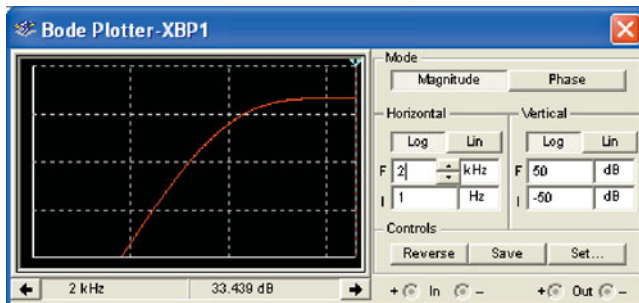 Bode Plotter-XBP1
Mode
Magnitude Phase
Horizontal Vertical
Log Lin Log Lin
F 2 kHz F 50 dB
I 1 Hz I -50 dB
Controls
Reverse Save Set...
2 kHz 33.439 dB + In - + Out -